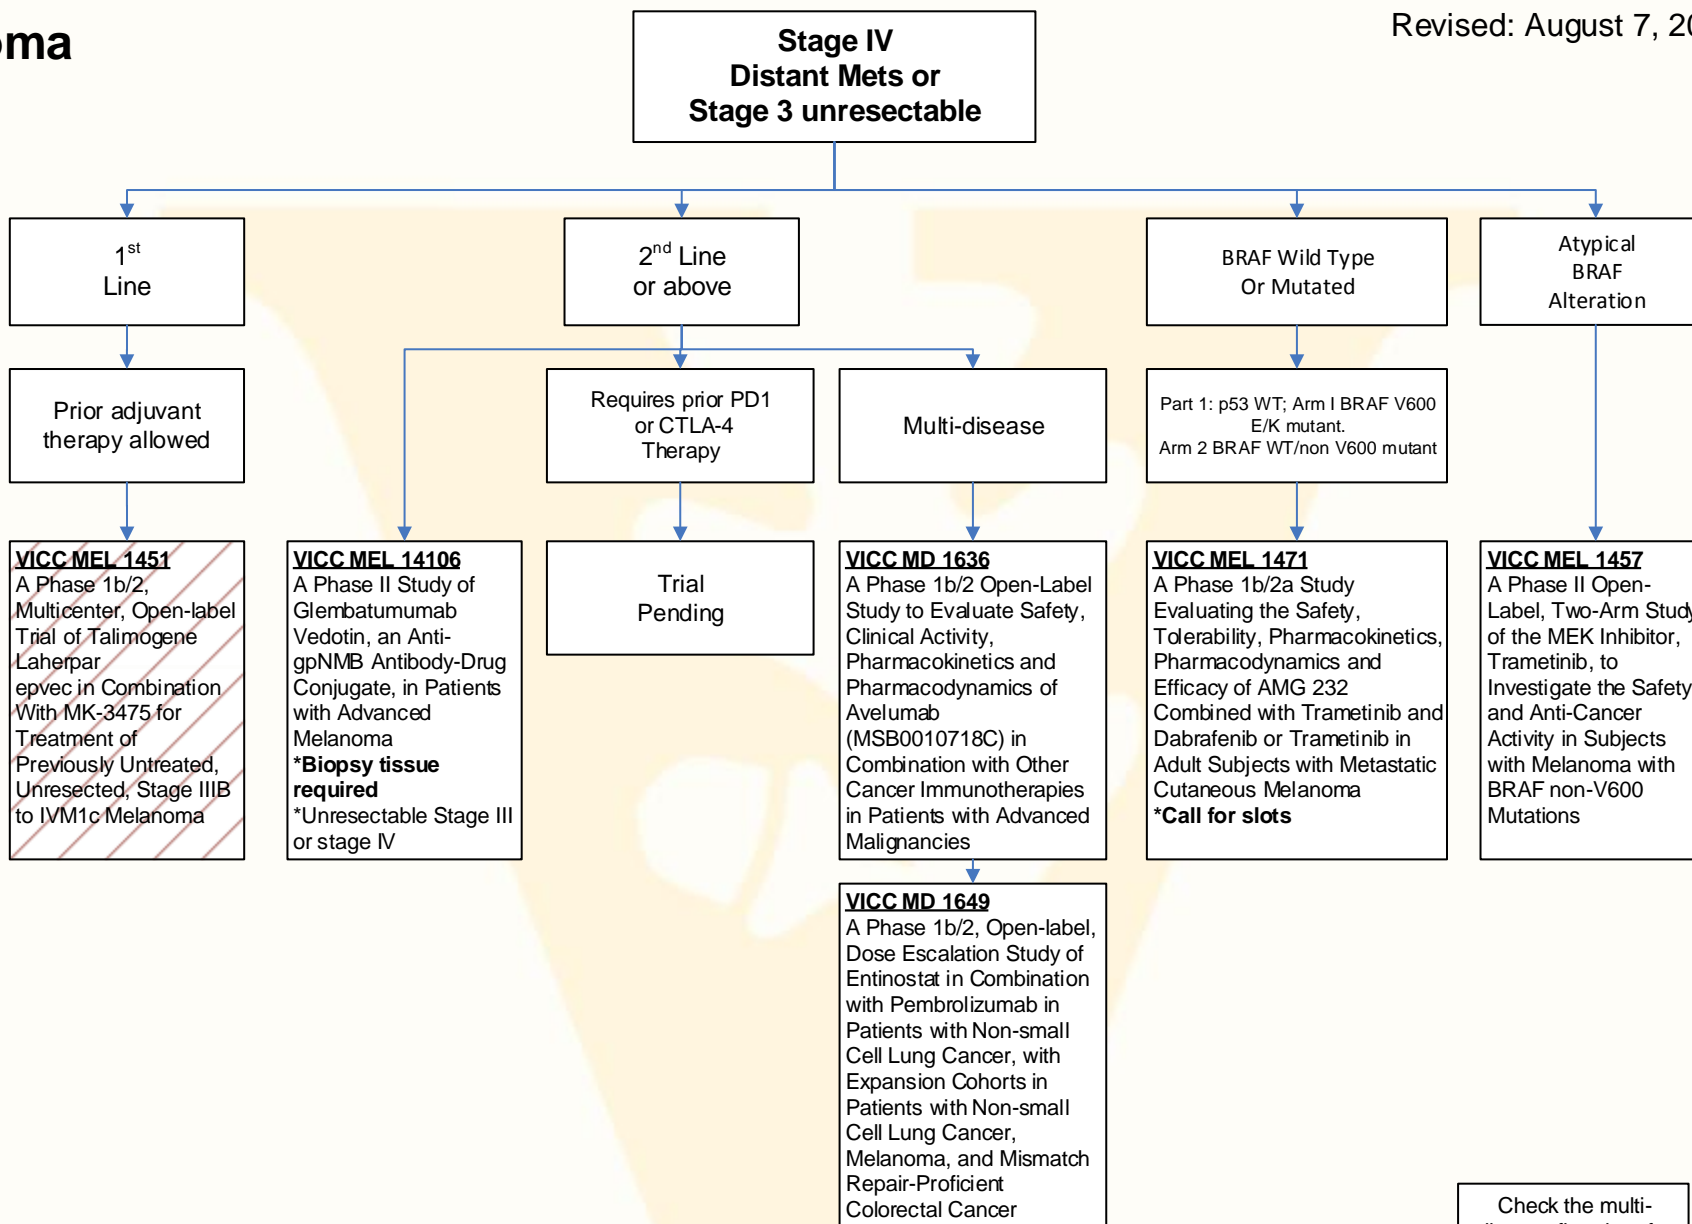 oma
Revised: August 7, 20
Stage IV
Distant Mets or
Stage 3 unresectable
1st
Line
2nd Line
or above
BRAF Wild Type
Or Mutated
Atypical
BRAF
Alteration
Prior adjuvant
therapy allowed
Requires prior PD1
or CTLA-4
Therapy
Multi-disease
Part 1: p53 WT; Arm I BRAF V600
E/K mutant.
Arm 2 BRAF WT/non V600 mutant
VICC MEL 1451
A Phase 1b/2,
Multicenter, Open-label
Trial of Talimogene
Laherpar
epvec in Combination
With MK-3475 for
Treatment of
Previously Untreated,
Unresected, Stage IIIB
to IVM1c Melanoma
VICC MEL 14106
A Phase II Study of
Glembatumumab
Vedotin, an Anti-
gpNMB Antibody-Drug
Conjugate, in Patients
with Advanced
Melanoma
*Biopsy tissue
required
*Unresectable Stage III
or stage IV
Trial
Pending
VICC MD 1636
A Phase 1b/2 Open-Label
Study to Evaluate Safety,
Clinical Activity,
Pharmacokinetics and
Pharmacodynamics of
Avelumab
(MSB0010718C) in
Combination with Other
Cancer Immunotherapies
in Patients with Advanced
Malignancies
VICC MEL 1471
A Phase 1b/2a Study
Evaluating the Safety,
Tolerability, Pharmacokinetics,
Pharmacodynamics and
Efficacy of AMG 232
Combined with Trametinib and
Dabrafenib or Trametinib in
Adult Subjects with Metastatic
Cutaneous Melanoma
*Call for slots
VICC MEL 1457
A Phase II Open-
Label, Two-Arm Study
of the MEK Inhibitor,
Trametinib, to
Investigate the Safety
and Anti-Cancer
Activity in Subjects
with Melanoma with
BRAF non-V600
Mutations
VICC MD 1649
A Phase 1b/2, Open-label,
Dose Escalation Study of
Entinostat in Combination
with Pembrolizumab in
Patients with Non-small
Cell Lung Cancer, with
Expansion Cohorts in
Patients with Non-small
Cell Lung Cancer,
Melanoma, and Mismatch
Repair-Proficient
Colorectal Cancer
Check the multi-